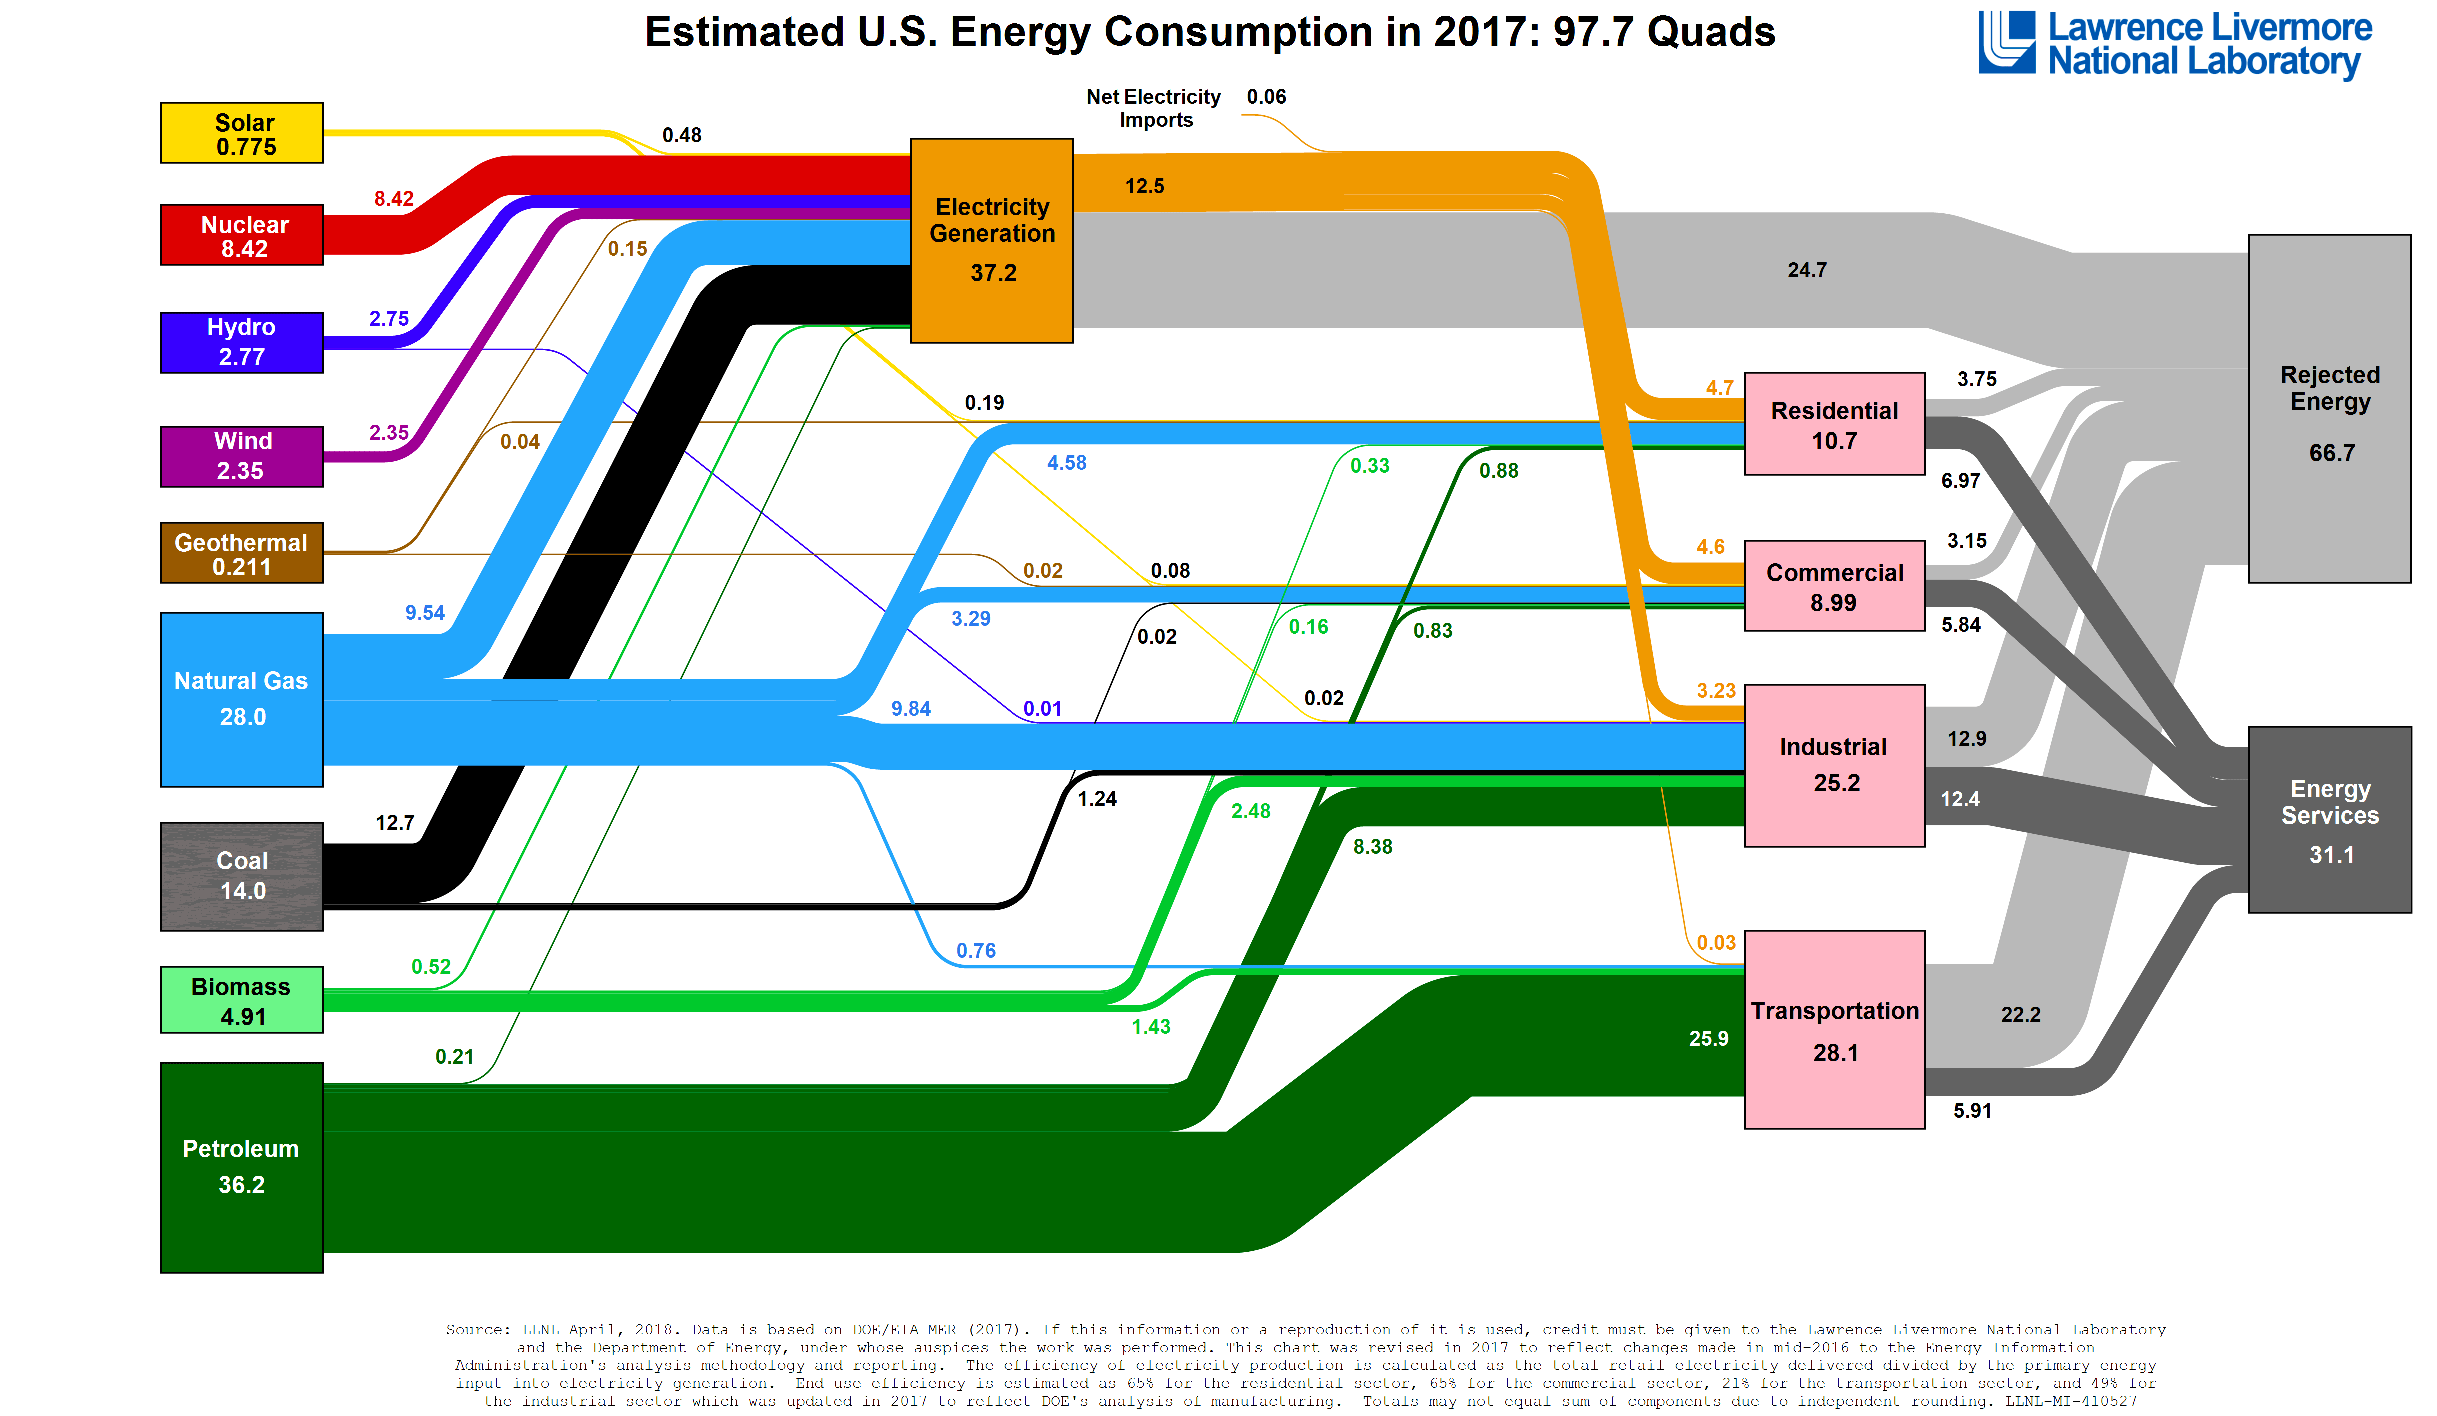 Estimated U.S. Energy Consumption in 2017: 97.7 Quads
Lawrence Livermore
National Laboratory
Net Electricity
Imports
0.06
Solar
0.775
0.48
Nuclear
8.42
8.42
Hydro
2.77
2.75
Wind
2.35
2.35
Geothermal
0.211
0.15
0.04
Natural Gas
28.0
9.54
Coal
14.0
12.7
Biomass
4.91
0.52
Petroleum
36.2
0.21
Electricity
Generation
37.2
12.5
24.7
0.19
4.58
0.33
0.88
4.7
0.02
0.08
3.29
0.02
0.16
0.83
4.6
9.84
0.01
0.02
3.23
1.24
2.48
8.38
0.76
0.03
1.43
25.9
Residential
10.7
3.75
6.97
Commercial
8.99
3.15
5.84
Industrial
25.2
12.9
12.4
Transportation
28.1
22.2
5.91
Rejected
Energy
66.7
Energy
Services
31.1
Source: LLNL April, 2018. Data is based on DOE/EIA MER (2017). If this information or a reproduction of it is used, credit must be given to the Lawrence Livermore National Laboratory
and the Department of Energy, under whose auspices the work was performed. This chart was revised in 2017 to reflect changes made in mid-2016 to the Energy Information
Administration's analysis methodology and reporting. The efficiency of electricity production is calculated as the total retail electricity delivered divided by the primary energy
input into electricity generation. End use efficiency is estimated as 65% for the residential sector, 65% for the commercial sector, 21% for the transportation sector, and 49% for
the industrial sector which was updated in 2017 to reflect DOE's analysis of manufacturing. Totals may not equal sum of components due to independent rounding. LLNL-MI-410527